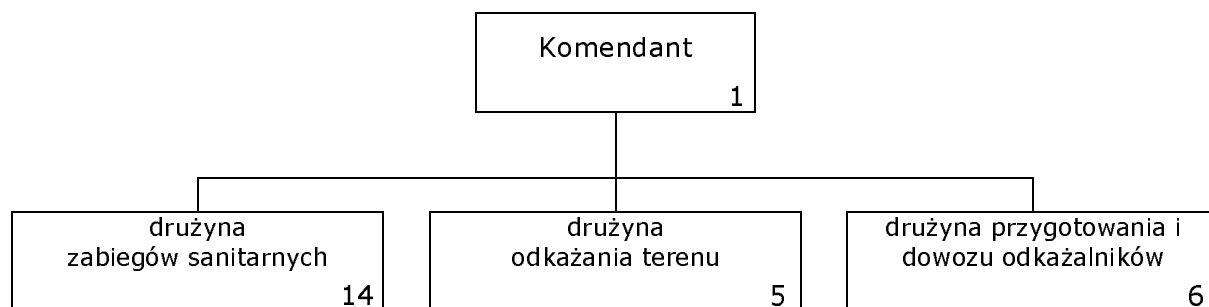 Komendant
1
drużyna
zabiegów sanitarnych
14
drużyna
odkażania terenu
5
drużyna przygotowania i
dowozu odkażalników
6